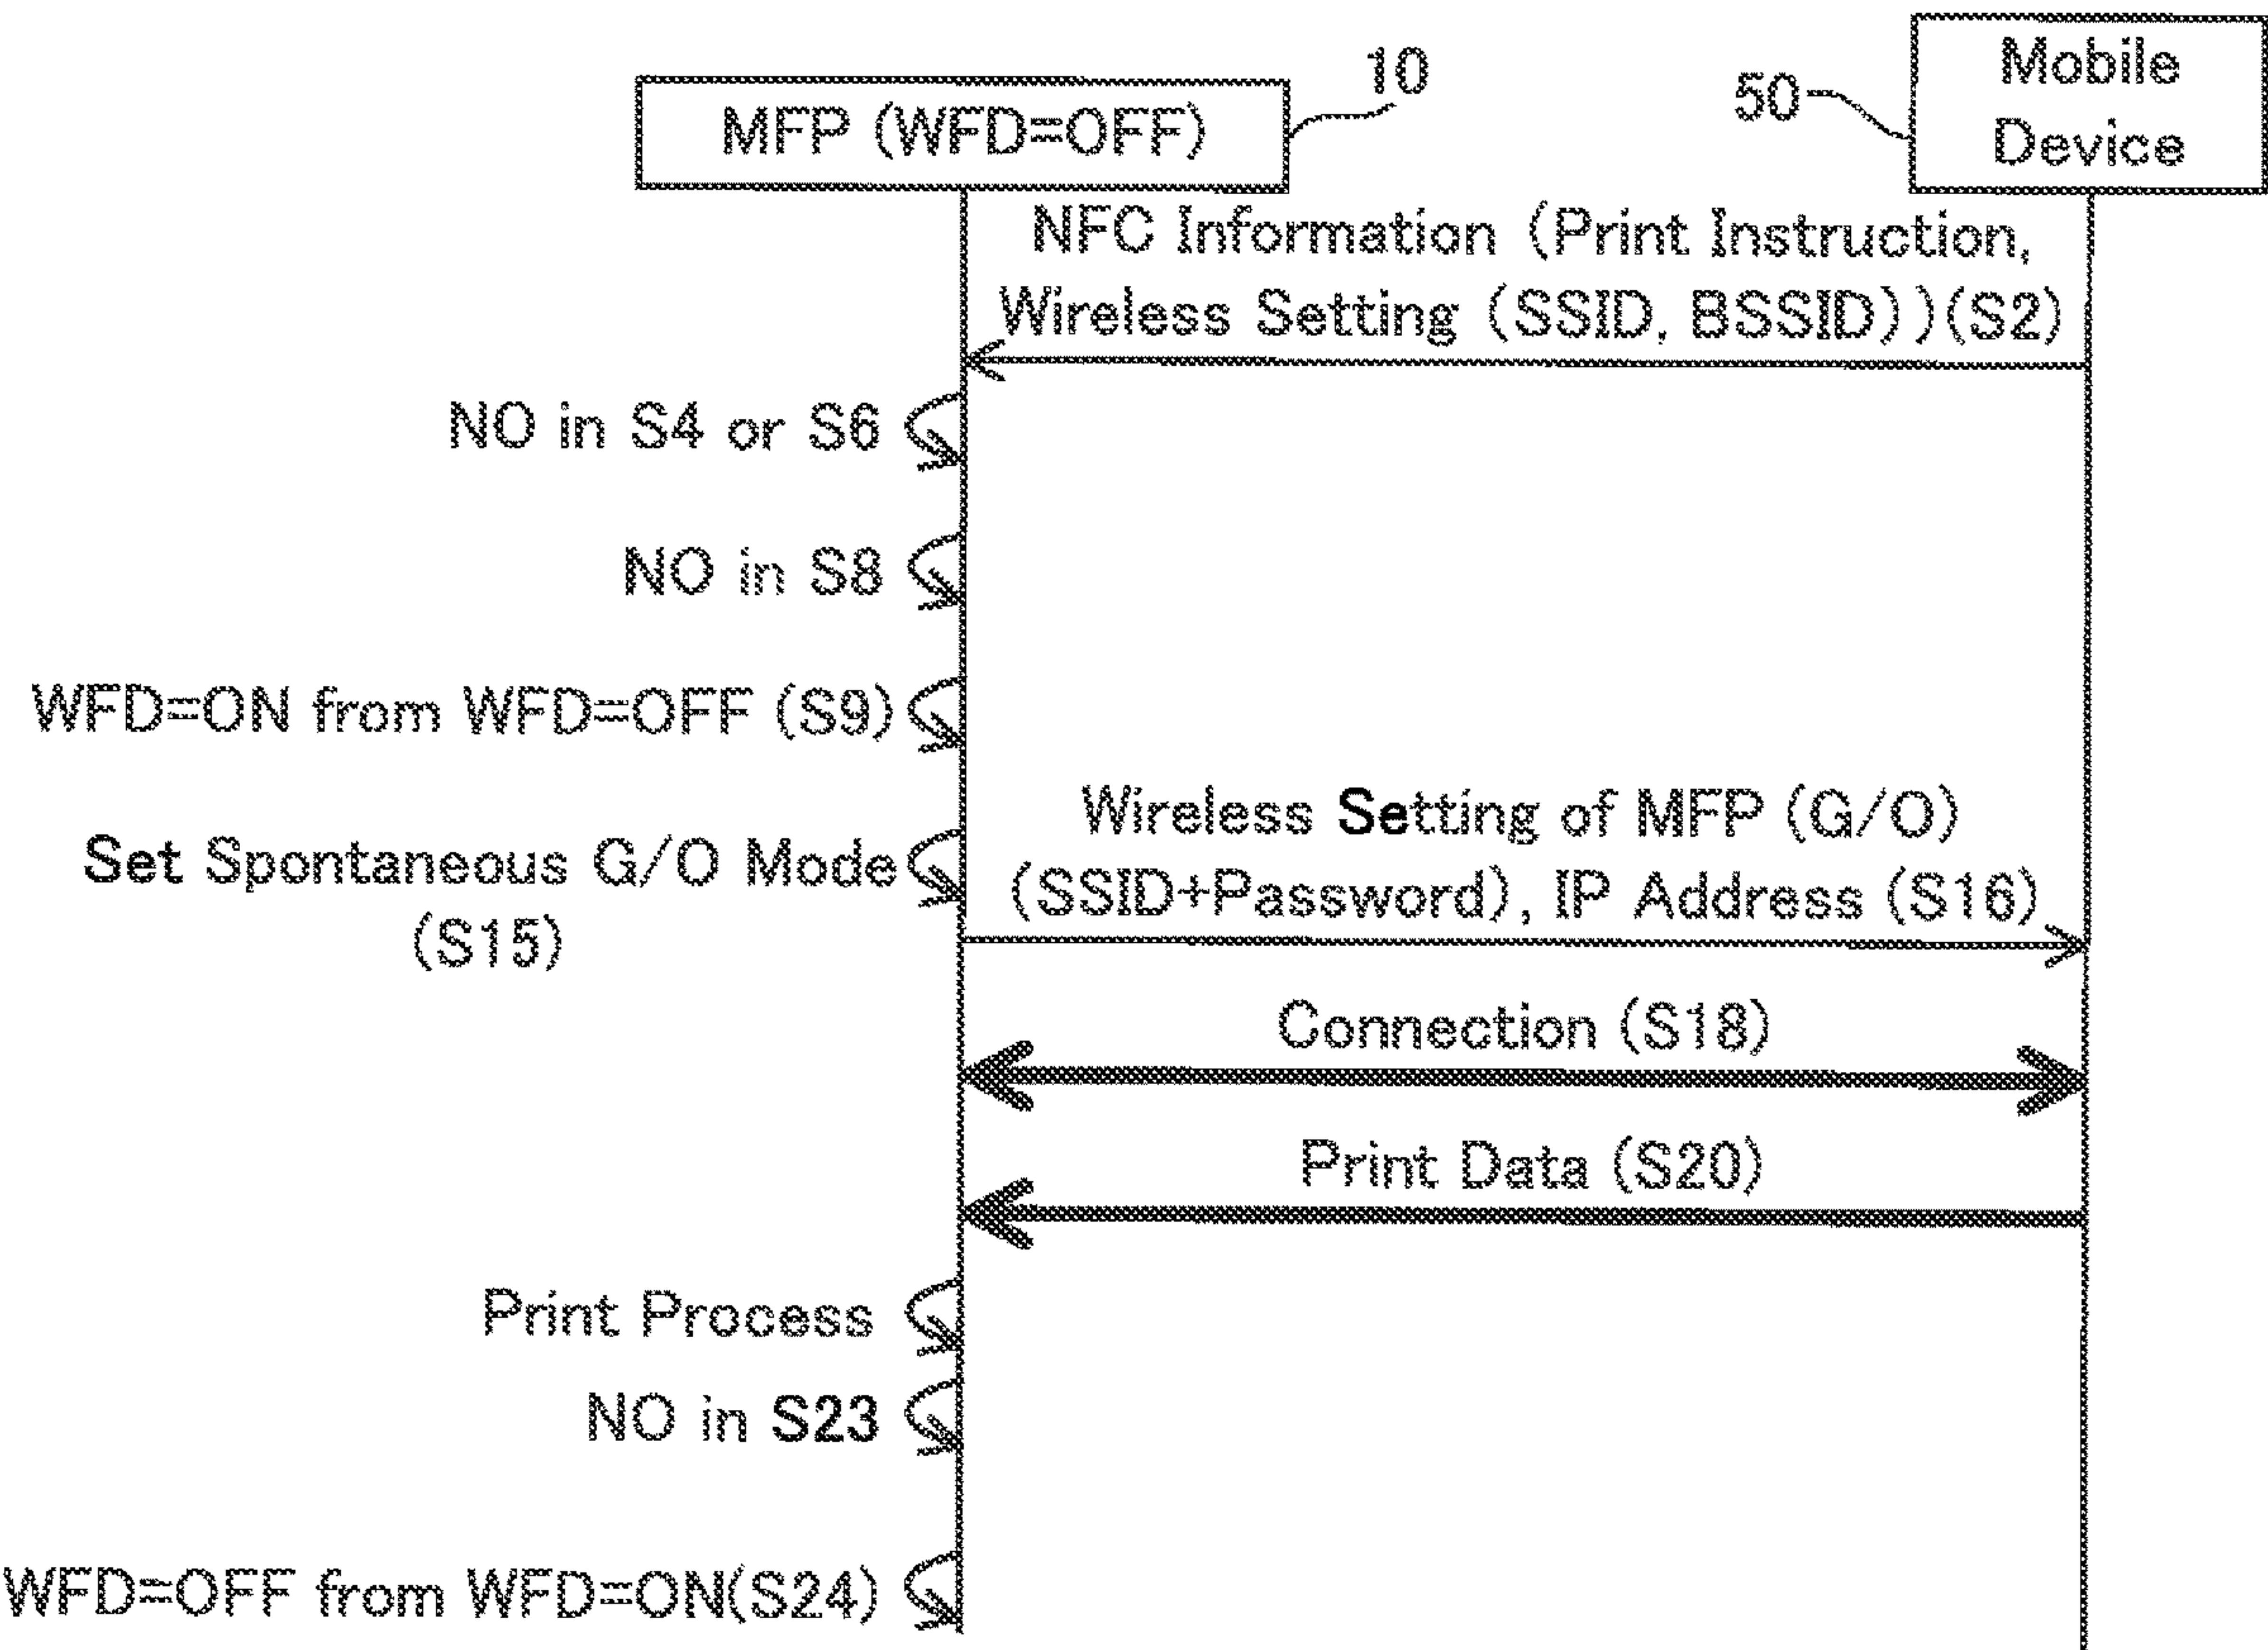 10
50
Mobile
Device
MFP (WFD=OFF)
NFC Information (Print Instruction,
Wireless Setting (SSID, BSSID))(S2)
NO in S4 or S6
NO in S8
WFD=ON from WFD=OFF (S9)
Set Spontaneous G/O Mode
(S15)
Wireless Setting of MFP (G/O)
(SSID+Password), IP Address (S16)
Connection (S18)
Print Data (S20)
Print Process
NO in S23
WFD=OFF from WFD=ON(S24)